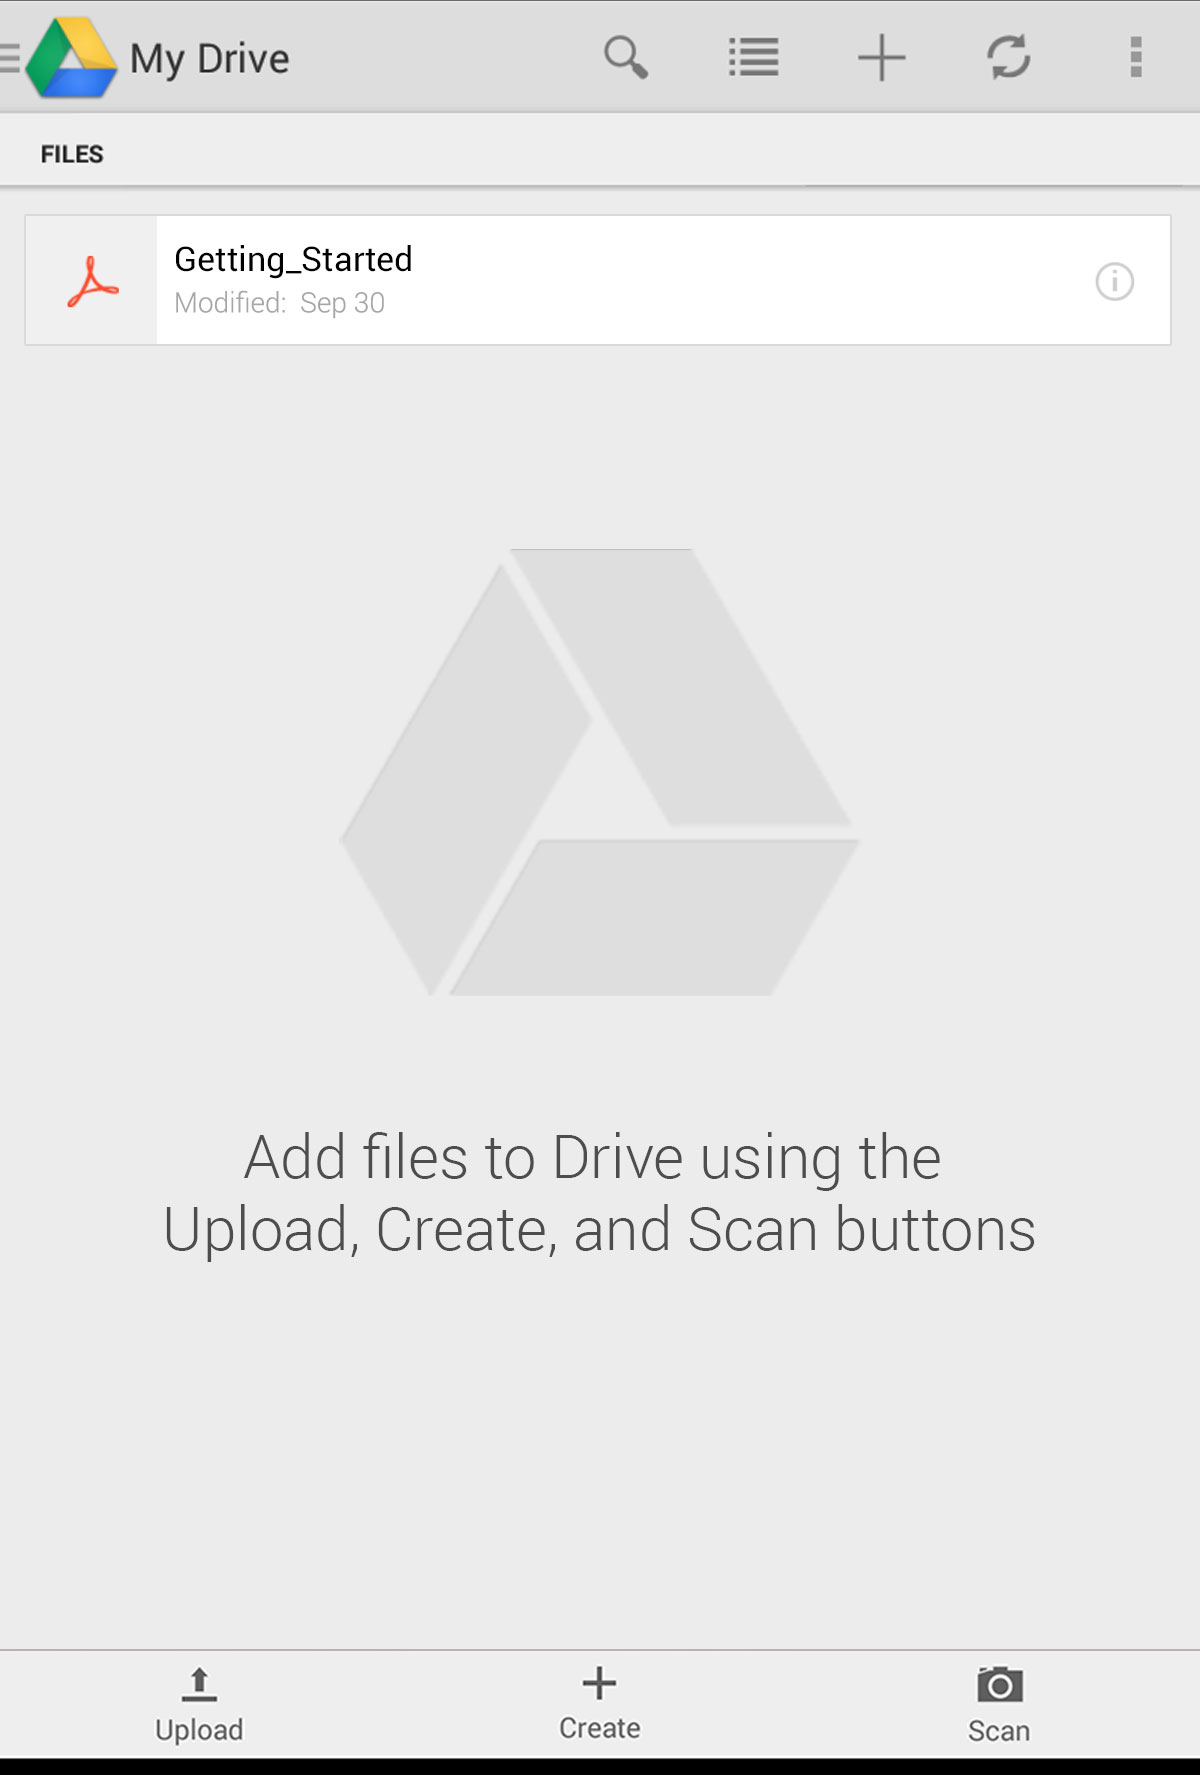 My Drive
FILES
Getting_Started
Modified: Sep 30
Add files to Drive using the
Upload, Create, and Scan buttons
Upload
Create
Scan